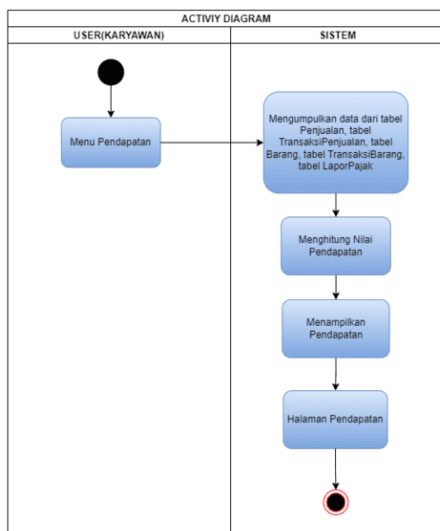 ACTIVIY DIAGRAM
USER(KARYAWAN)
SISTEM
Menu Pendapatan
Mengumpulkan data dari tabel
Penjualan, tabel
TransaksiPenjualan, tabel
Barang, tabel TransaksiBarang,
tabel LaporPajak
Menghitung Nilai
Pendapatan
Menampilkan
Pendapatan
Halaman Pendapatan